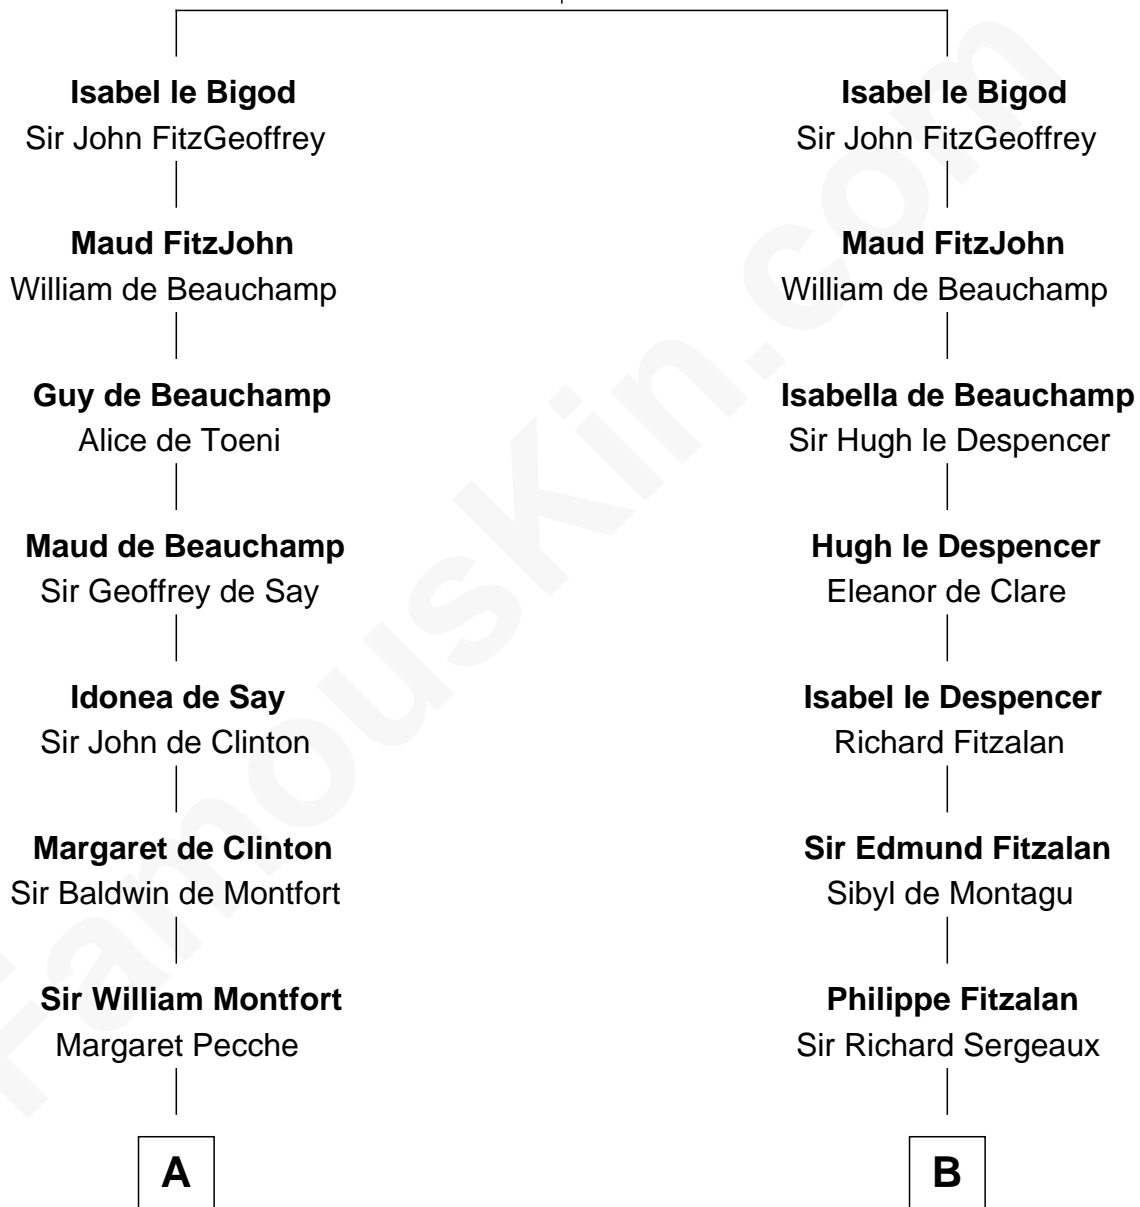 Isabel le Bigod
Sir John FitzGeoffrey
Maud FitzJohn
William de Beauchamp
Guy de Beauchamp
Alice de Toeni
Maud de Beauchamp
Sir Geoffrey de Say
Idonea de Say
Sir John de Clinton
Margaret de Clinton
Sir Baldwin de Montfort
Sir William Montfort
Margaret Pecche
A
Isabel le Bigod
Sir John FitzGeoffrey
Maud FitzJohn
William de Beauchamp
Isabella de Beauchamp
Sir Hugh le Despencer
Hugh le Despencer
Eleanor de Clare
Isabel le Despencer
Richard Fitzalan
Sir Edmund Fitzalan
Sibyl de Montagu
Philippe Fitzalan
Sir Richard Sergeaux
B
FamousKin.com